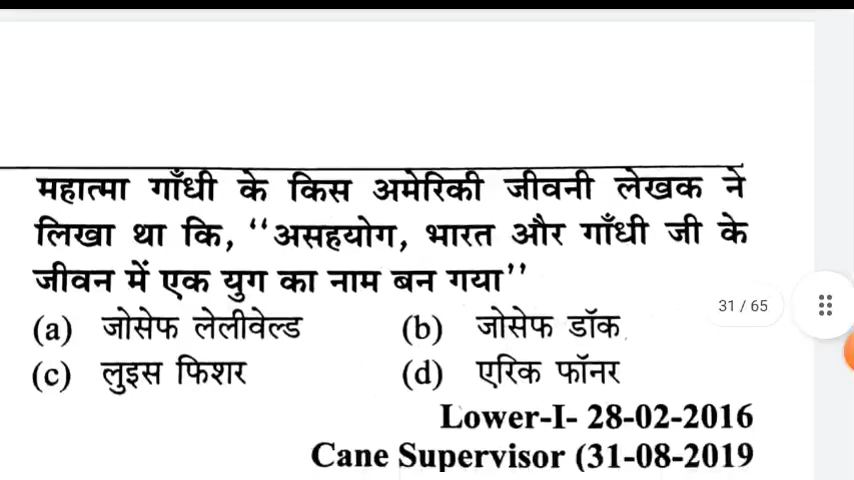 महात्मा गाँधी के किस अमेरिकी जीवनी लेखक ने
लिखा था कि, ‘‘असहयोग, भारत और गाँधी जी के
जीवन में एक युग का नाम बन गया’’
(a) जोसेफ लेलीवेल्ड (b) जोसेफ डॉक
31 / 65
(c) लुइस फिशर (d) एरिक फॉनर
Lower-I- 28-02-2016
Cane Supervisor (31-08-2019